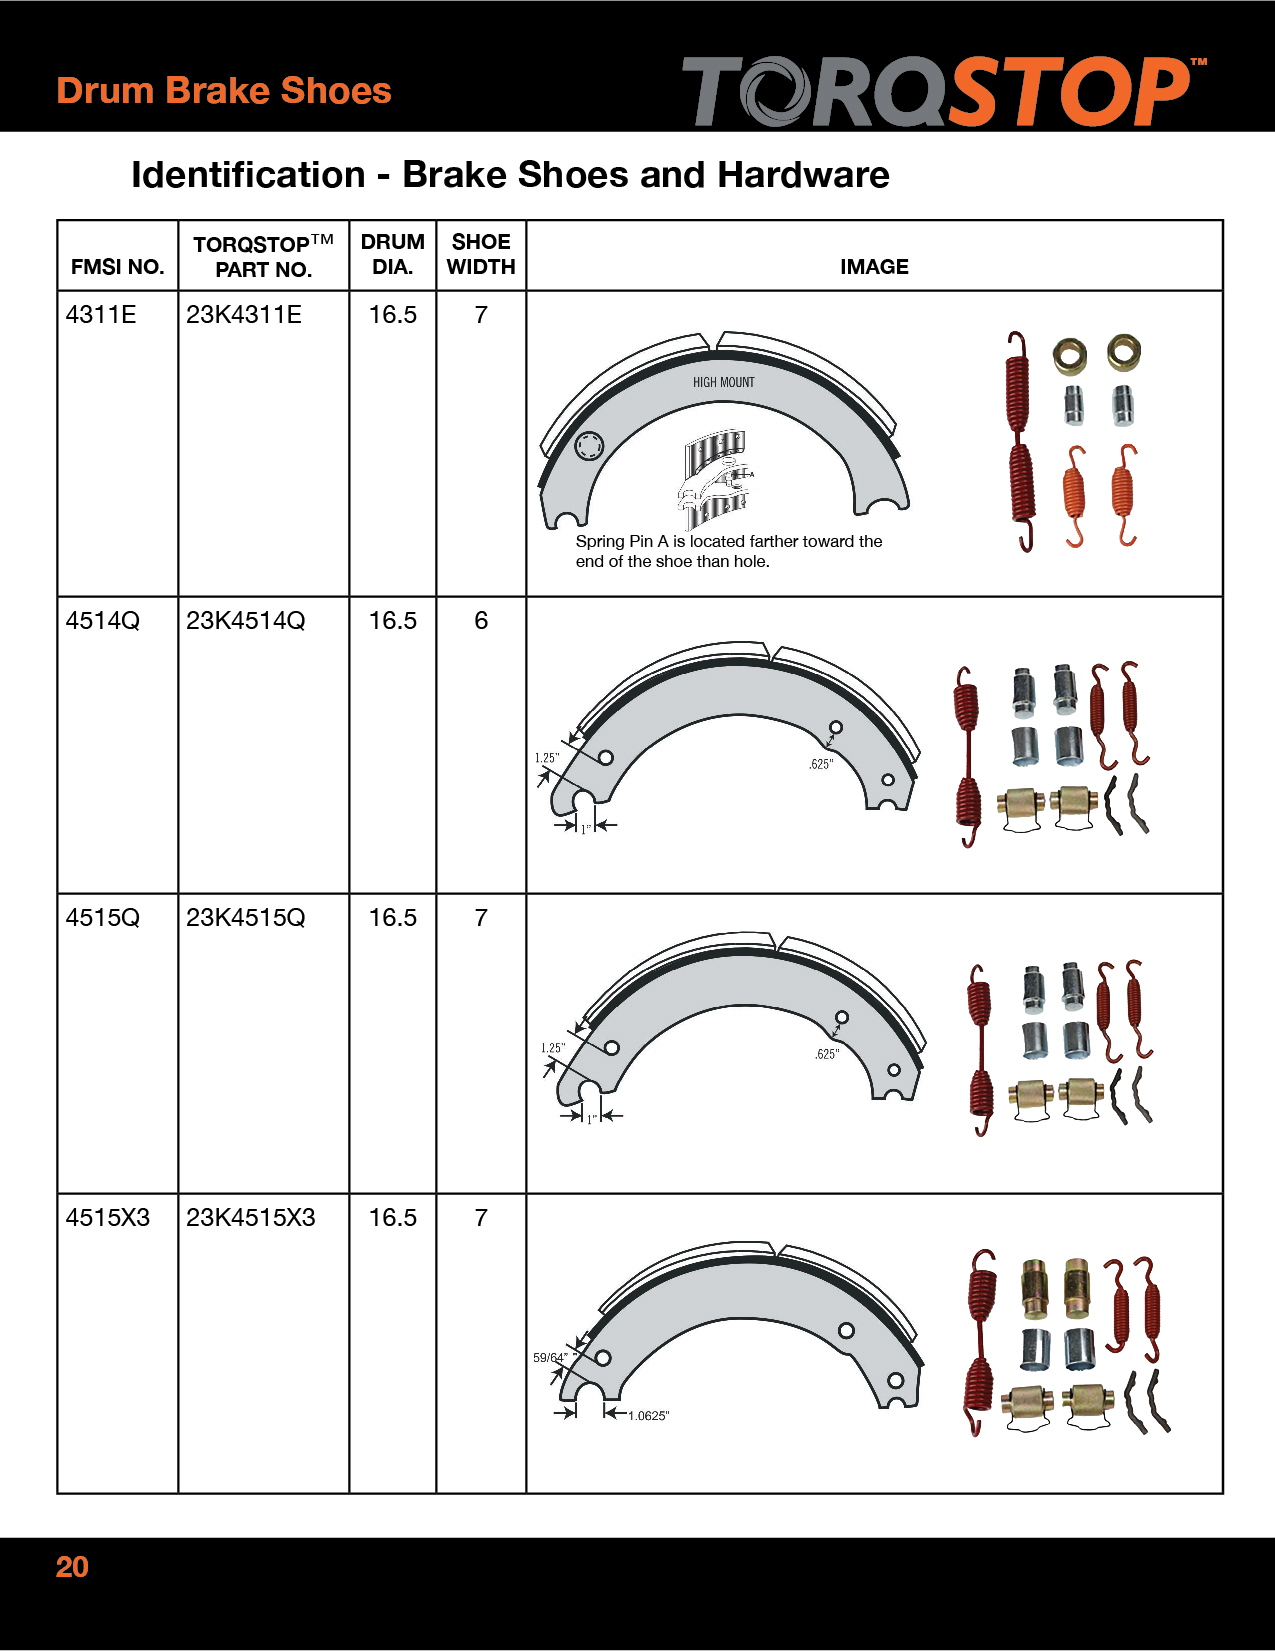 Drum Brake Shoes
TORQSTOP™
Identification - Brake Shoes and Hardware
FMSI NO.
TORQSTOP™
PART NO.
DRUM
DIA.
SHOE
WIDTH
IMAGE
4311E 23K4311E 16.5 7
HIGH MOUNT
A
Spring Pin A is located farther toward the
end of the shoe than hole.
4514Q 23K4514Q 16.5 6
1.25"
.625"
1"
4515Q 23K4515Q 16.5 7
1.25"
.625"
1"
4515X3 23K4515X3 16.5 7
59/64" "
1.0625"
20